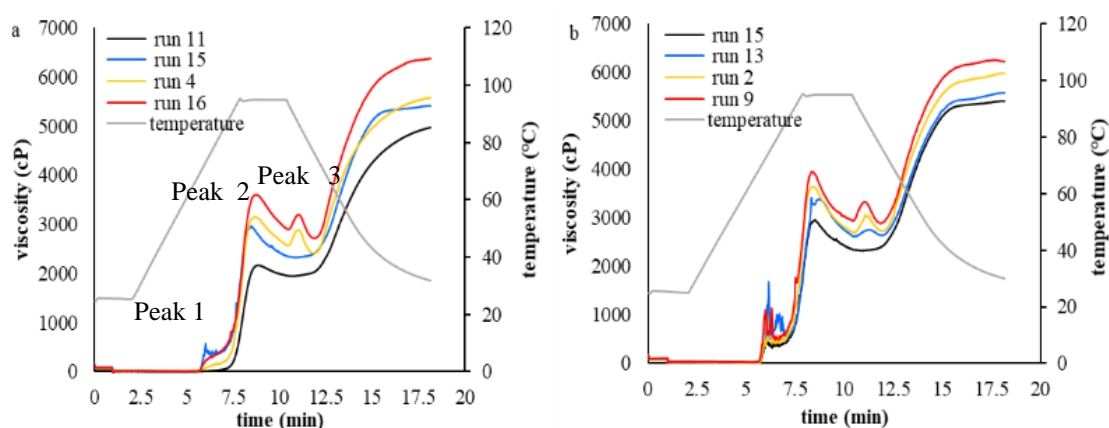 a
7000
6000
5000
4000
3000
2000
1000
0
viscosity (cP)
run 11
run 15
run 4
run 16
temperature
Peak 1
Peak 2
Peak 3
120
100
80
60
40
20
0
temperature (°C)
0 2.5 5 7.5 10 12.5 15 17.5 20
time (min)
b
7000
6000
5000
4000
3000
2000
1000
0
viscosity (cP)
run 15
run 13
run 2
run 9
temperature
120
100
80
60
40
20
0
temperature (°C)
0 2.5 5 7.5 10 12.5 15 17.5 20
time (min)